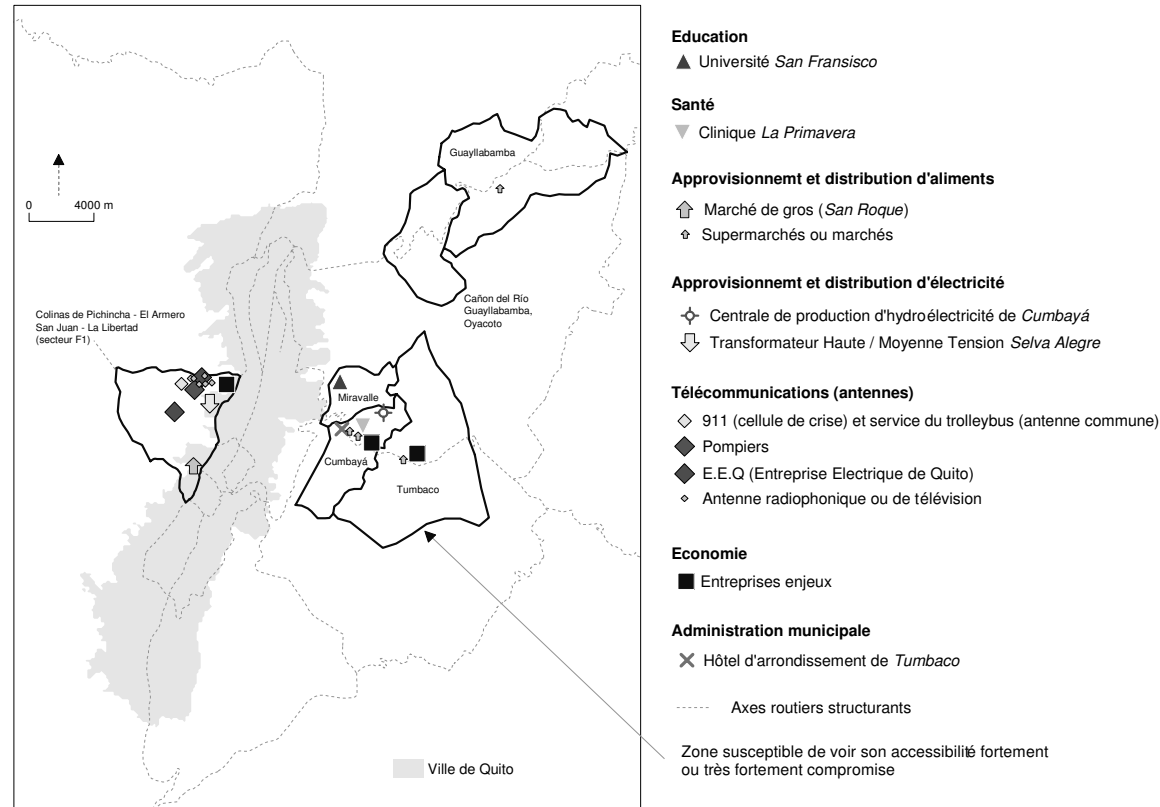 Guayllabamba
0 4000 m
Cañon del Río
Guayllabamba,
Oyacoto
Colinas de Pichincha - El Armero
San Juan - La Libertad
(secteur F1)
Miravalle
Cumbayá
Tumbaco
Ville de Quito
Education
Université San Fransisco
Santé
Clinique La Primavera
Approvisionnemt et distribution d'aliments
Marché de gros (San Roque)
Supermarchés ou marchés
Approvisionnemt et distribution d'électricité
Centrale de production d'hydroélectricité de Cumbayá
Transformateur Haute / Moyenne Tension Selva Alegre
Télécommunications (antennes)
911 (cellule de crise) et service du trolleybus (antenne commune)
Pompiers
E.E.Q (Entreprise Electrique de Quito)
Antenne radiophonique ou de télévision
Economie
Entreprises enjeux
Administration municipale
Hôtel d'arrondissement de Tumbaco
Axes routiers structurants
Zone susceptible de voir son accessibilité fortement
ou très fortement compromise